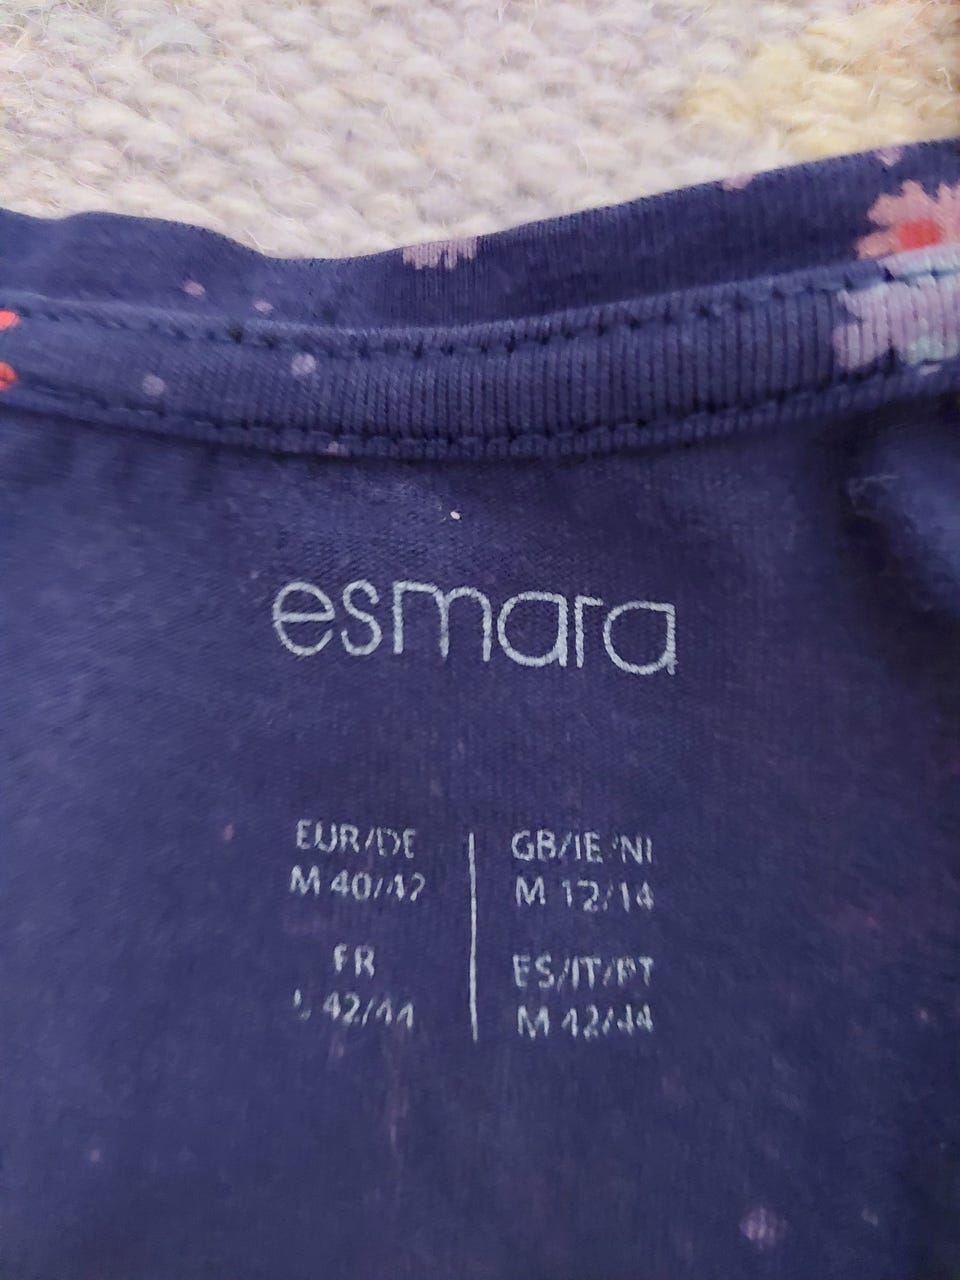 esmara
EUR/DE
M 40/42
FR
L 42/44
GB/IE/NI
M 12/14
ES/IT/PT
M 42/44